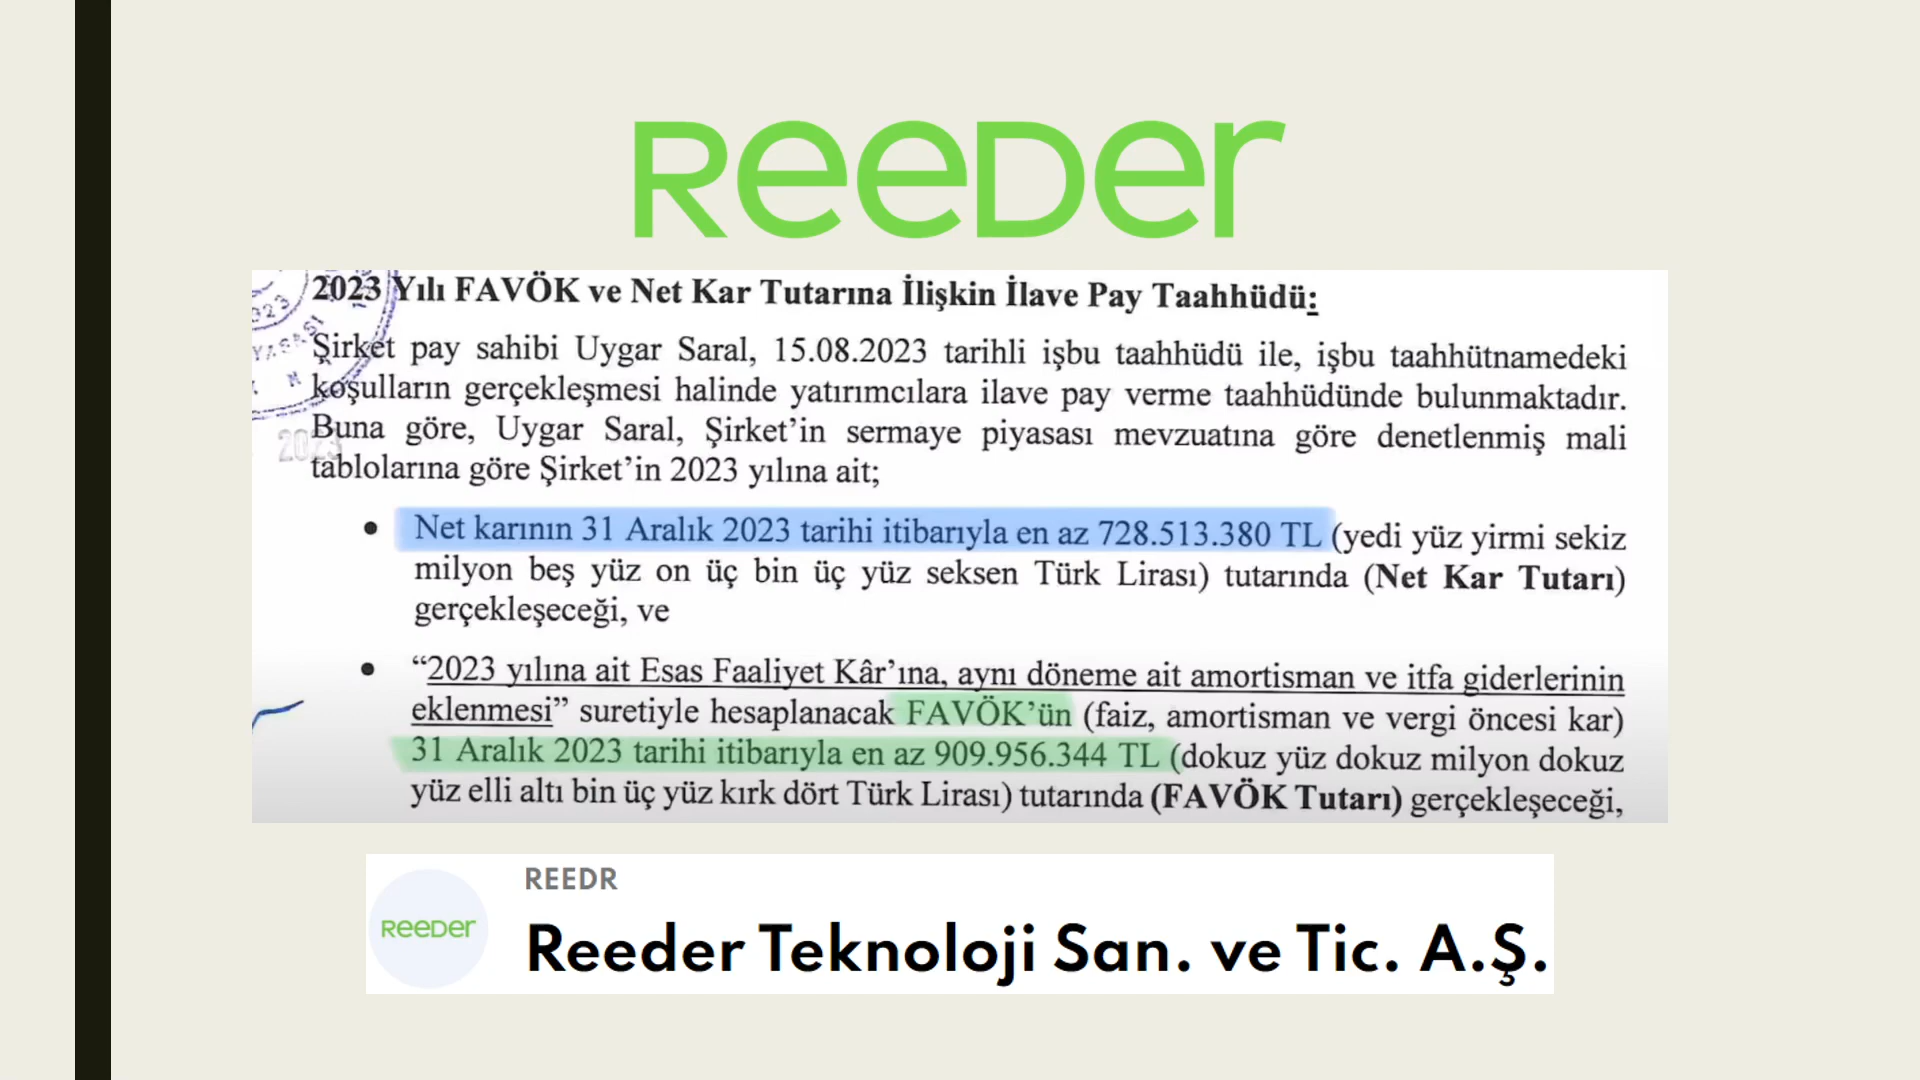 ReeDer
2023 Yılı FAVÖK ve Net Kar Tutarına İlişkin İlave Pay Taahhüdü:
Şirket pay sahibi Uygar Saral, 15.08.2023 tarihli işbu taahhüdü ile, işbu taahhütnamedeki
koşulların gerçekleşmesi halinde yatırımcılara ilave pay verme taahhüdünde bulunmaktadır.
Buna göre, Uygar Saral, Şirket’in sermaye piyasası mevzuatına göre denetlenmiş mali
tablolarına göre Şirket’in 2023 yılına ait;
• Net karının 31 Aralık 2023 tarihi itibarıyla en az 728.513.380 TL (yedi yüz yirmi sekiz
milyon beş yüz on üç bin üç yüz seksen Türk Lirası) tutarında (Net Kar Tutarı)
gerçekleşeceği, ve
• “2023 yılına ait Esas Faaliyet Kâr’ına, aynı döneme ait amortisman ve itfa giderlerinin
eklenmesi” suretiyle hesaplanacak FAVÖK’ün (faiz, amortisman ve vergi öncesi kar)
31 Aralık 2023 tarihi itibarıyla en az 909.956.344 TL (dokuz yüz dokuz milyon dokuz
yüz elli altı bin üç yüz kırk dört Türk Lirası) tutarında (FAVÖK Tutarı) gerçekleşeceği,
REEDR
ReeDer
Reeder Teknoloji San. ve Tic. A.Ş.